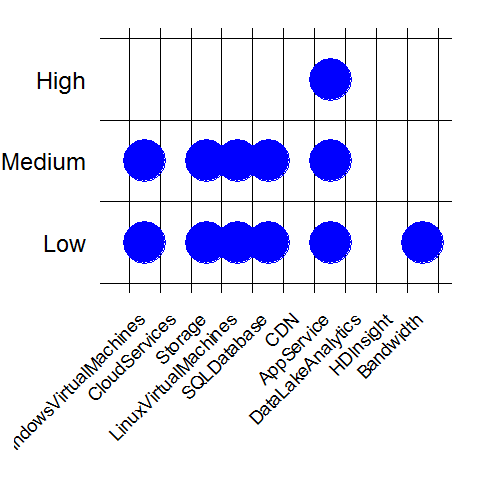 High
Medium
Low
ndowsVirtualMachines
CloudServices
Storage
LinuxVirtualMachines
SQLDatabase
CDN
AppService
DataLakeAnalytics
HDInsight
Bandwidth